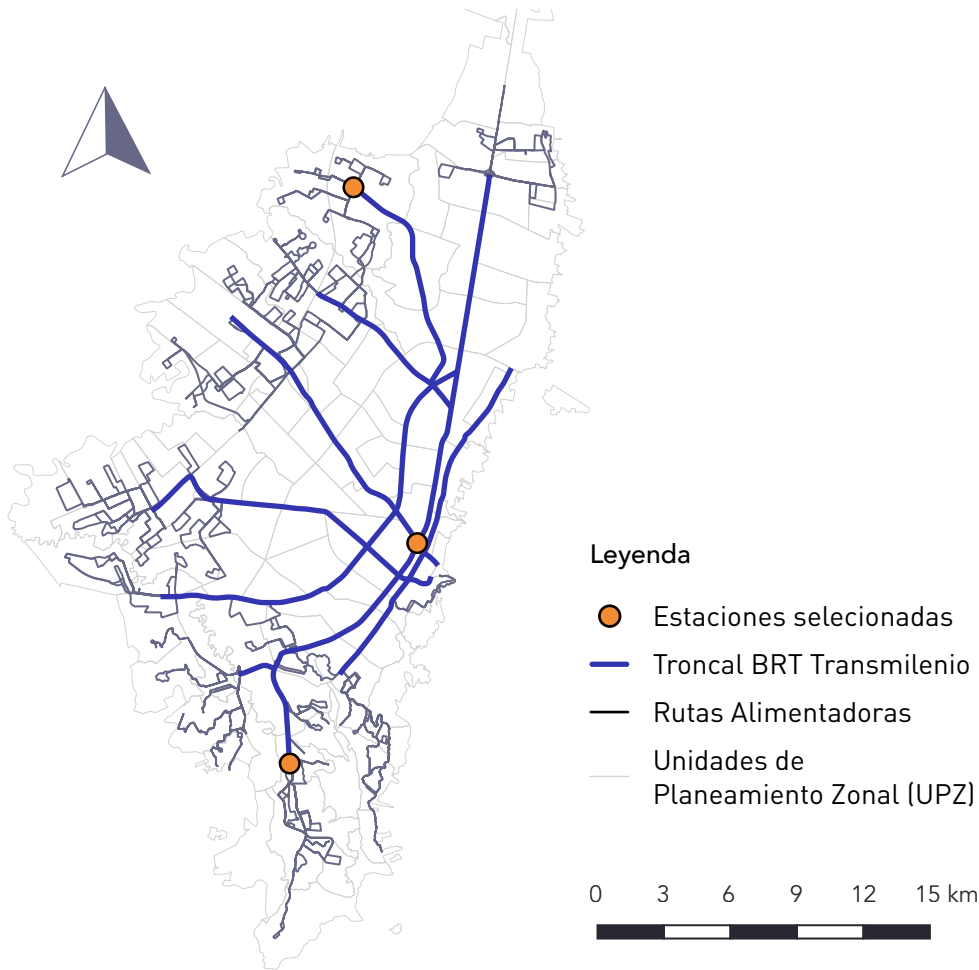 Leyenda
Estaciones selecionadas
Troncal BRT Transmilenio
Rutas Alimentadoras
Unidades de
Planeamiento Zonal (UPZ)
0 3 6 9 12 15 km